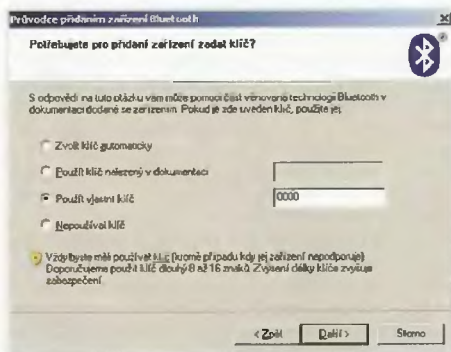 Průvodce přidáním zařízení Bluetooth
Potřebujete pro přidání zařízení zadat klíč?
S odpovědí na tuto otázku vám může pomoci část věnovaná technologii Bluetooth v
dokumentaci dodané se zařízením. Pokud je zde uveden klíč, použijte jej.
Zvolit klíč automaticky
Použít klíč nalezený v dokumentaci
Použít vlastní klíč
0000
Nepoužívat klíč
Vždy byste měli používat klíč (kromě případu kdy jej zařízení nepodporuje)
Doporučujeme použít klíč dlouhý 8 až 16 znaků. Zvýšení délky klíče zvyšuje
zabezpečení.
< Zpět
Další >
Storno